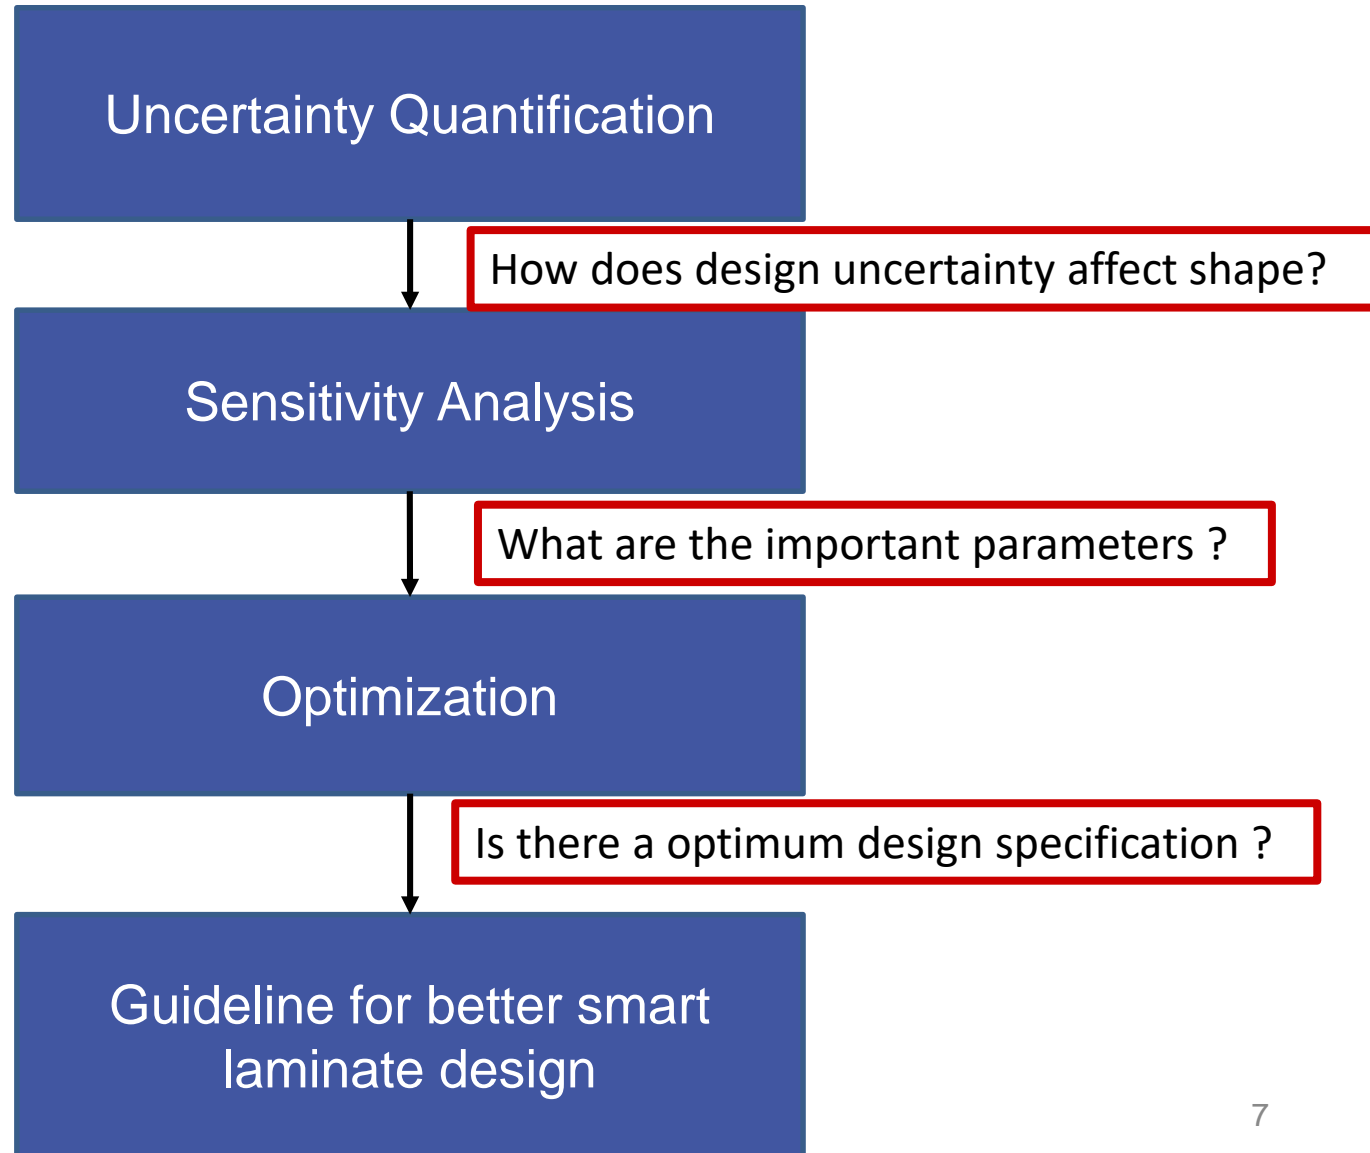 Uncertainty Quantification
How does design uncertainty affect shape?
Sensitivity Analysis
What are the important parameters ?
Optimization
Is there a optimum design specification ?
Guideline for better smart
laminate design
7